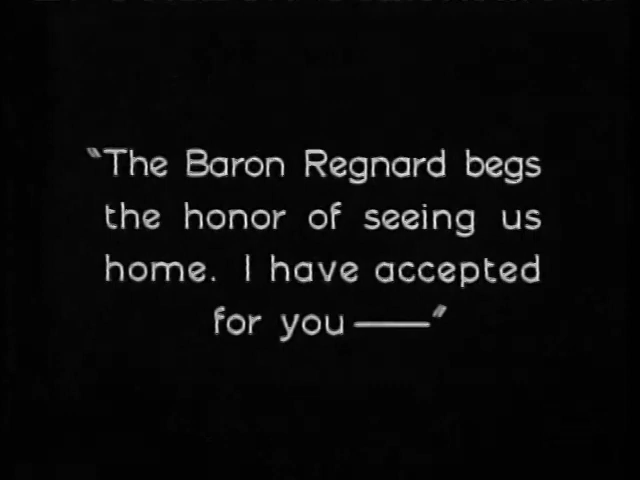 "The Baron Regnard begs
the honor of seeing us
home. I have accepted
for you ——"